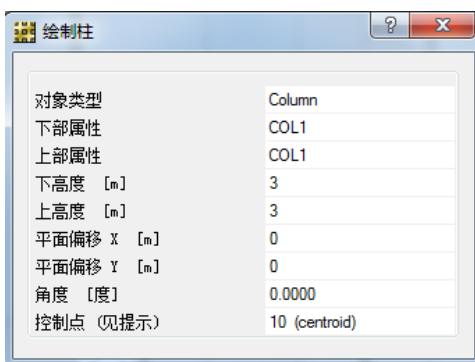 绘制柱
对象类型 Column
下部属性 COL1
上部属性 COL1
下高度 [m] 3
上高度 [m] 3
平面偏移 X [m] 0
平面偏移 Y [m] 0
角度 [度] 0.0000
控制点 (见提示) 10 (centroid)